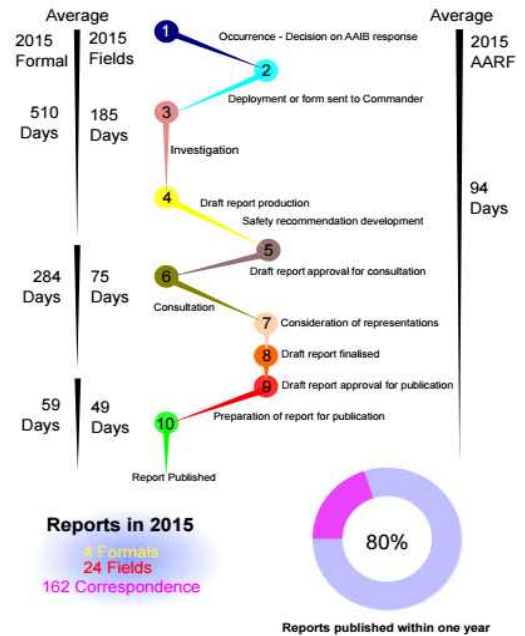 Average
Average
2015
Formal
2015
Fields
2015
AARF
1
Occurrence - Decision on AAIB response
2
Deployment or form sent to Commander
510
Days
185
Days
3
Investigation
94
Days
4
Draft report production
Safety recommendation development
5
Draft report approval for consultation
284
Days
75
Days
6
Consultation
7
Consideration of representations
8
Draft report finalised
9
Draft report approval for publication
59
Days
49
Days
10
Preparation of report for publication
Report Published
Reports in 2015
4 Formals
24 Fields
162 Correspondence
80%
Reports published within one year